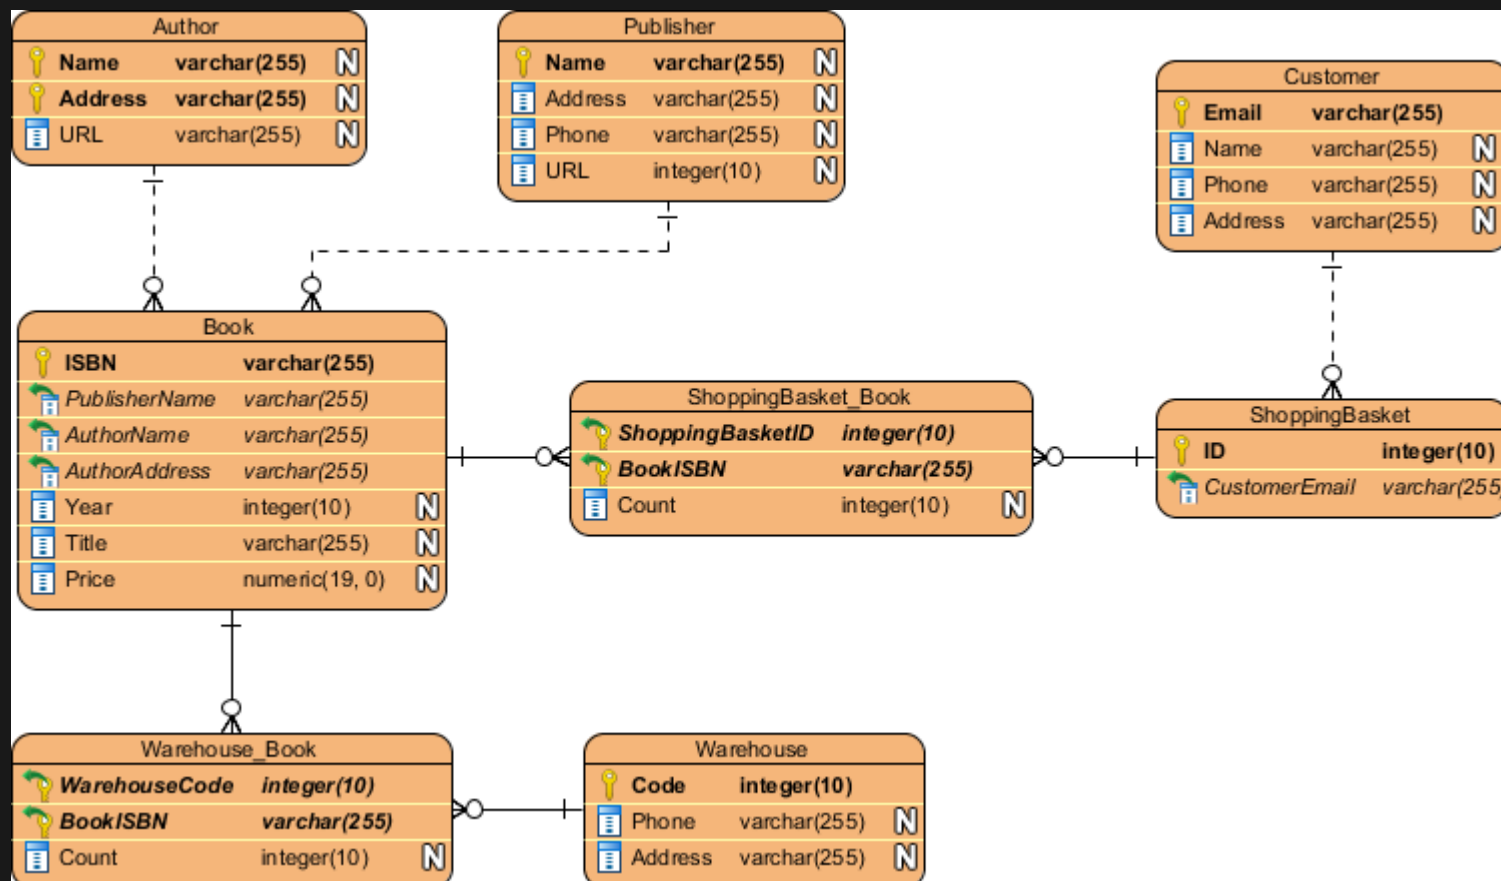 Author
Name varchar(255) N
Address varchar(255) N
URL varchar(255) N
Publisher
Name varchar(255) N
Address varchar(255) N
Phone varchar(255) N
URL integer(10) N
Customer
Email varchar(255)
Name varchar(255) N
Phone varchar(255) N
Address varchar(255) N
Book
ISBN varchar(255)
PublisherName varchar(255)
AuthorName varchar(255)
AuthorAddress varchar(255)
Year integer(10) N
Title varchar(255) N
Price numeric(19, 0) N
ShoppingBasket_Book
ShoppingBasketID integer(10)
BookISBN varchar(255)
Count integer(10) N
ShoppingBasket
ID integer(10)
CustomerEmail varchar(255)
Warehouse_Book
WarehouseCode integer(10)
BookISBN varchar(255)
Count integer(10) N
Warehouse
Code integer(10)
Phone varchar(255) N
Address varchar(255) N